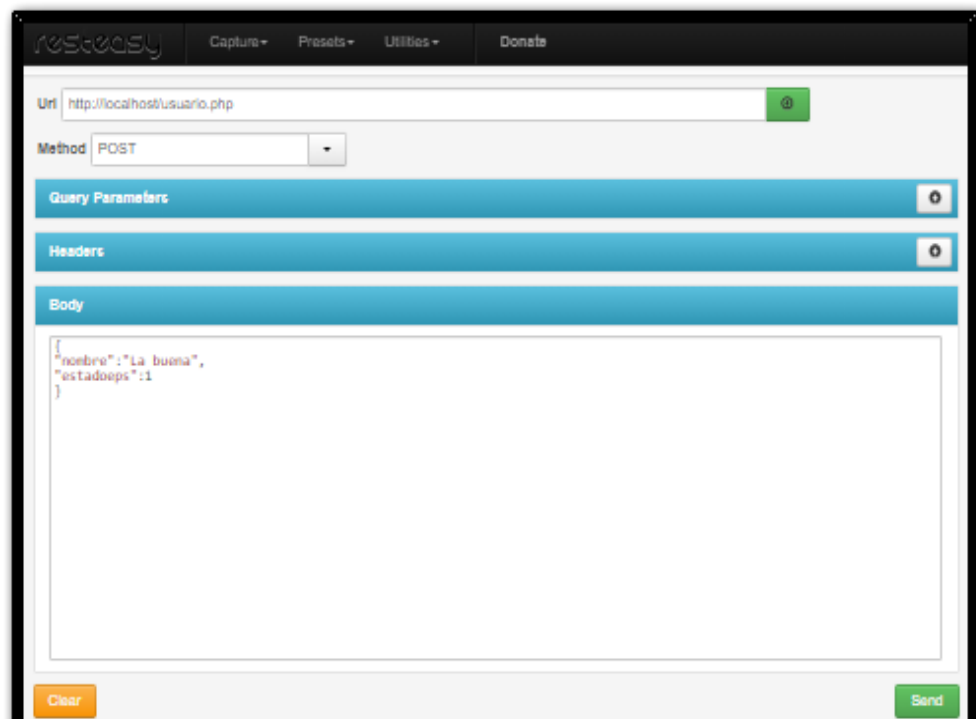 resteasy Capture Presets Utilities Donate
Url http://localhost/usuario.php
Method POST
Query Parameters
Headers
Body
{
"nombre":"La buena",
"estadoeps":1
}
Clear Send